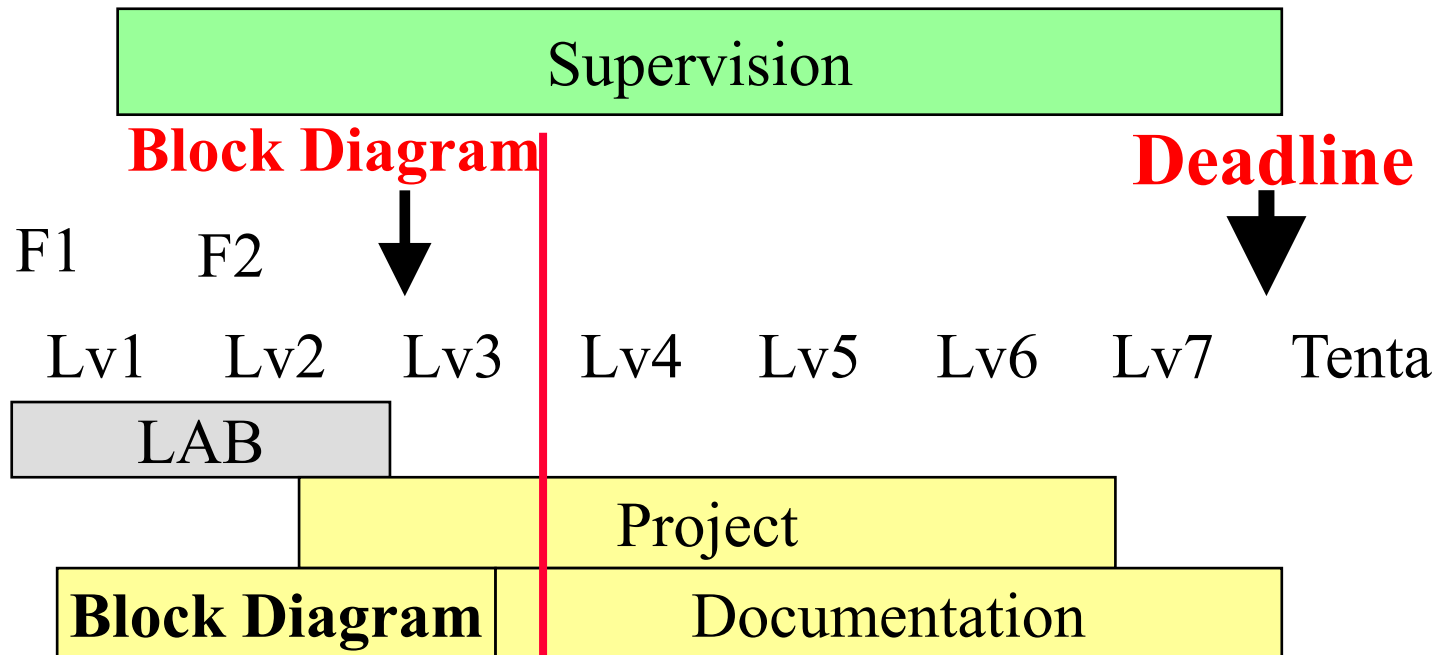 Supervision
Block Diagram
Deadline
F1 F2
Lv1 Lv2 Lv3 Lv4 Lv5 Lv6 Lv7 Tenta
LAB
Project
Block Diagram Documentation